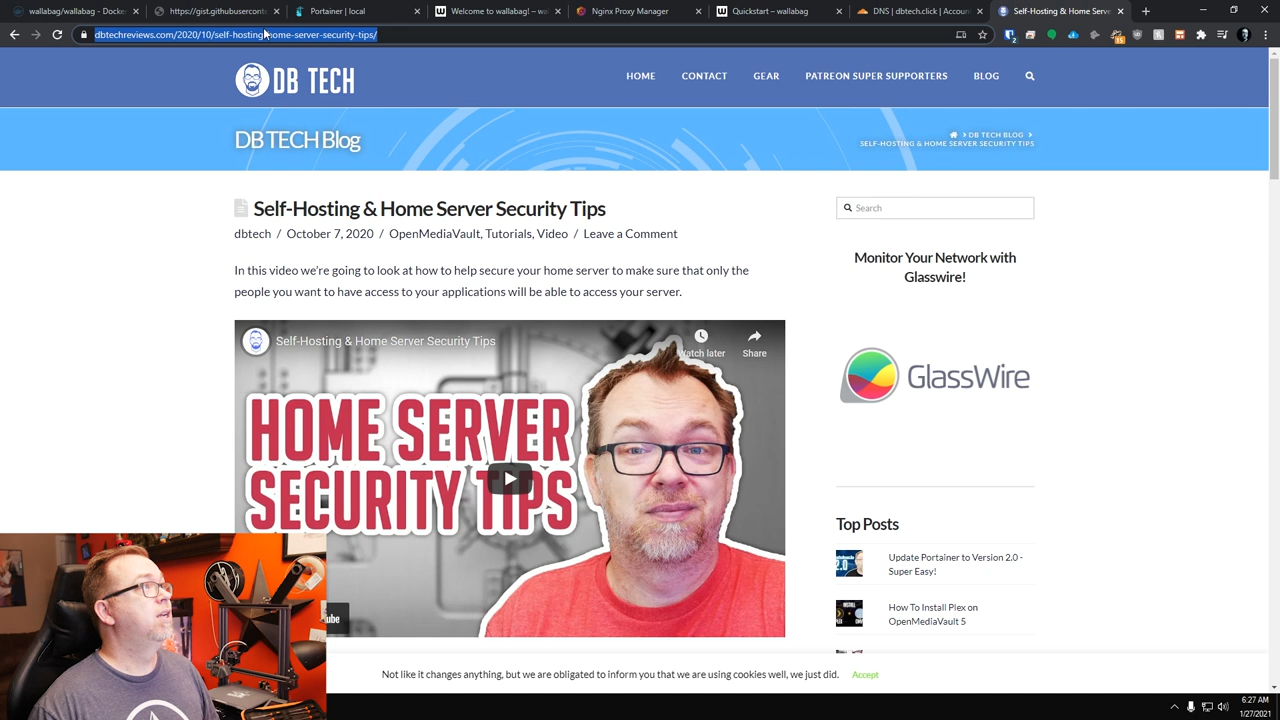 wallabag/wallabag - Docke
https://gist.githubusercont
Portainer | local
Welcome to wallabag! – wal
Nginx Proxy Manager
Quickstart – wallabag
DNS | dbtech.click | Account
Self-Hosting & Home Serve
dbtechreviews.com/2020/10/self-hosting-home-server-security-tips/
DB TECH
HOME
CONTACT
GEAR
PATREON SUPER SUPPORTERS
BLOG
DB TECH Blog
DB TECH BLOG
SELF-HOSTING & HOME SERVER SECURITY TIPS
Self-Hosting & Home Server Security Tips
dbtech / October 7, 2020 / OpenMediaVault, Tutorials, Video / Leave a Comment
In this video we're going to look at how to help secure your home server to make sure that only the
people you want to have access to your applications will be able to access your server.
Self-Hosting & Home Server Security Tips
Watch later
Share
HOME SERVER
SECURITY TIPS
ube
Search
Monitor Your Network with
Glasswire!
GlassWire
Top Posts
Update Portainer to Version 2.0 -
Super Easy!
How To Install Plex on
OpenMediaVault 5
Not like it changes anything, but we are obligated to inform you that we are using cookies well, we just did.
Accept
6:27 AM
1/27/2021